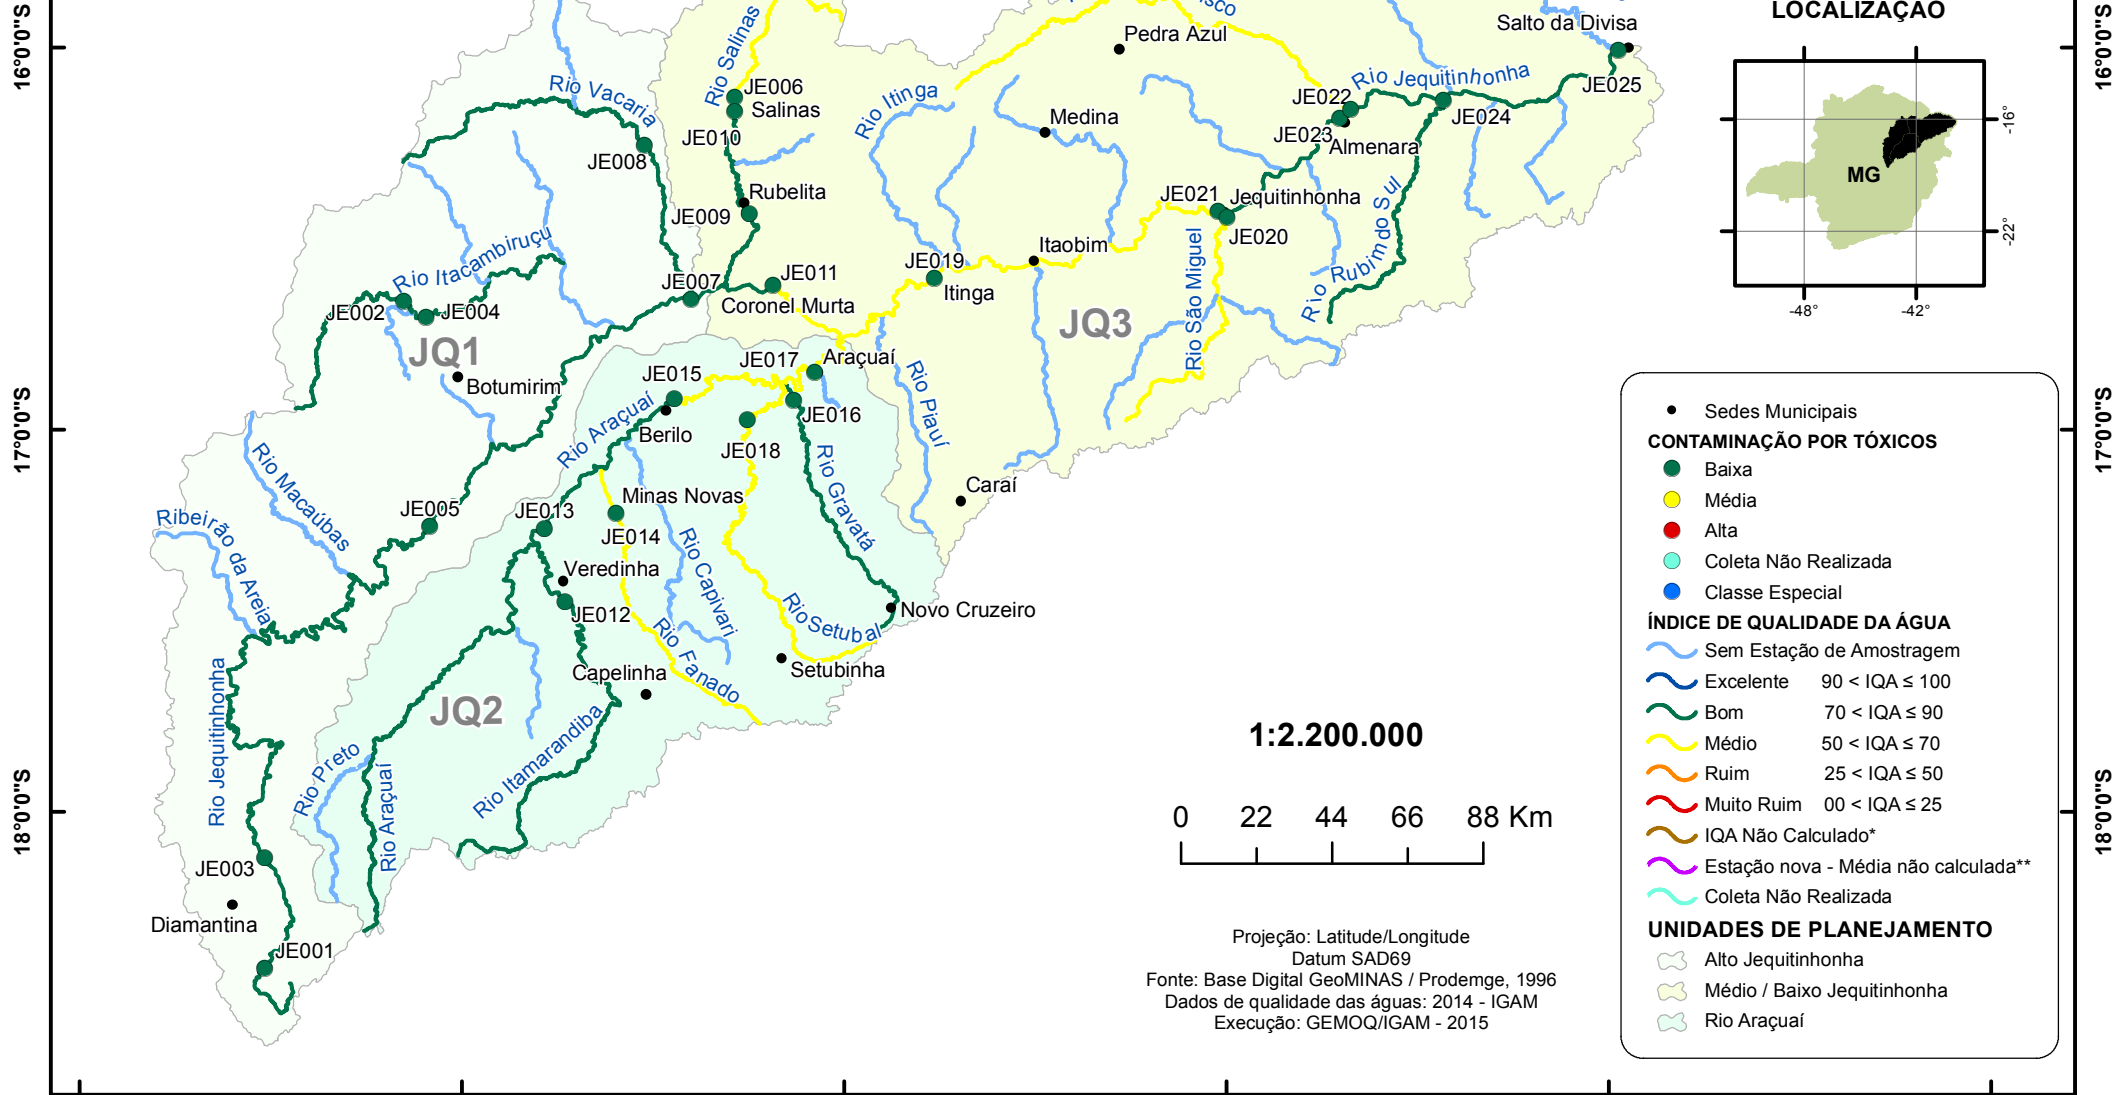 LOCALIZAÇÃO
Salto da Divisa
Pedra Azul
sco
Rio Salinas
16°0'0"S
16°0'0"S
Rio Vacaria
JE006
Salinas
JE010
Rio Itinga
Medina
JE022
Rio Jequitinhonha
JE025
JE024
JE023
Almenara
JE008
-16°
MG
-22°
-48°
-42°
Rubelita
JE009
JE021
Jequitinhonha
JE020
Rio Rubim do Sul
Rio Itacambiruçu
Itaobim
Rio São Miguel
JE019
Itinga
JE007
JE011
Coronel Murta
JE002
JE004
JQ1
JQ3
Botumirim
JE017
Araçuaí
JE015
Rio Araçuaí
Berilo
JE016
JE018
Rio Piauí
17°0'0"S
17°0'0"S
Rio Macaúbas
Rio Gravatá
Caraí
Minas Novas
Ribeirão da Areia
JE005
JE013
JE014
Rio Capivari
Veredinha
JE012
Rio Setubal
Novo Cruzeiro
Rio Fanado
Setubinha
Capelinha
Rio Jequitinhonha
JQ2
Rio Preto
Rio Araçuaí
Rio Itamarandiba
18°0'0"S
18°0'0"S
JE003
Diamantina
JE001
1:2.200.000
0 22 44 66 88 Km
Projeção: Latitude/Longitude
Datum SAD69
Fonte: Base Digital GeoMINAS / Prodemge, 1996
Dados de qualidade das águas: 2014 - IGAM
Execução: GEMOQ/IGAM - 2015
Sedes Municipais
CONTAMINAÇÃO POR TÓXICOS
Baixa
Média
Alta
Coleta Não Realizada
Classe Especial
ÍNDICE DE QUALIDADE DA ÁGUA
Sem Estação de Amostragem
Excelente 90 < IQA ≤ 100
Bom 70 < IQA ≤ 90
Médio 50 < IQA ≤ 70
Ruim 25 < IQA ≤ 50
Muito Ruim 00 < IQA ≤ 25
IQA Não Calculado*
Estação nova - Média não calculada**
Coleta Não Realizada
UNIDADES DE PLANEJAMENTO
Alto Jequitinhonha
Médio / Baixo Jequitinhonha
Rio Araçuaí